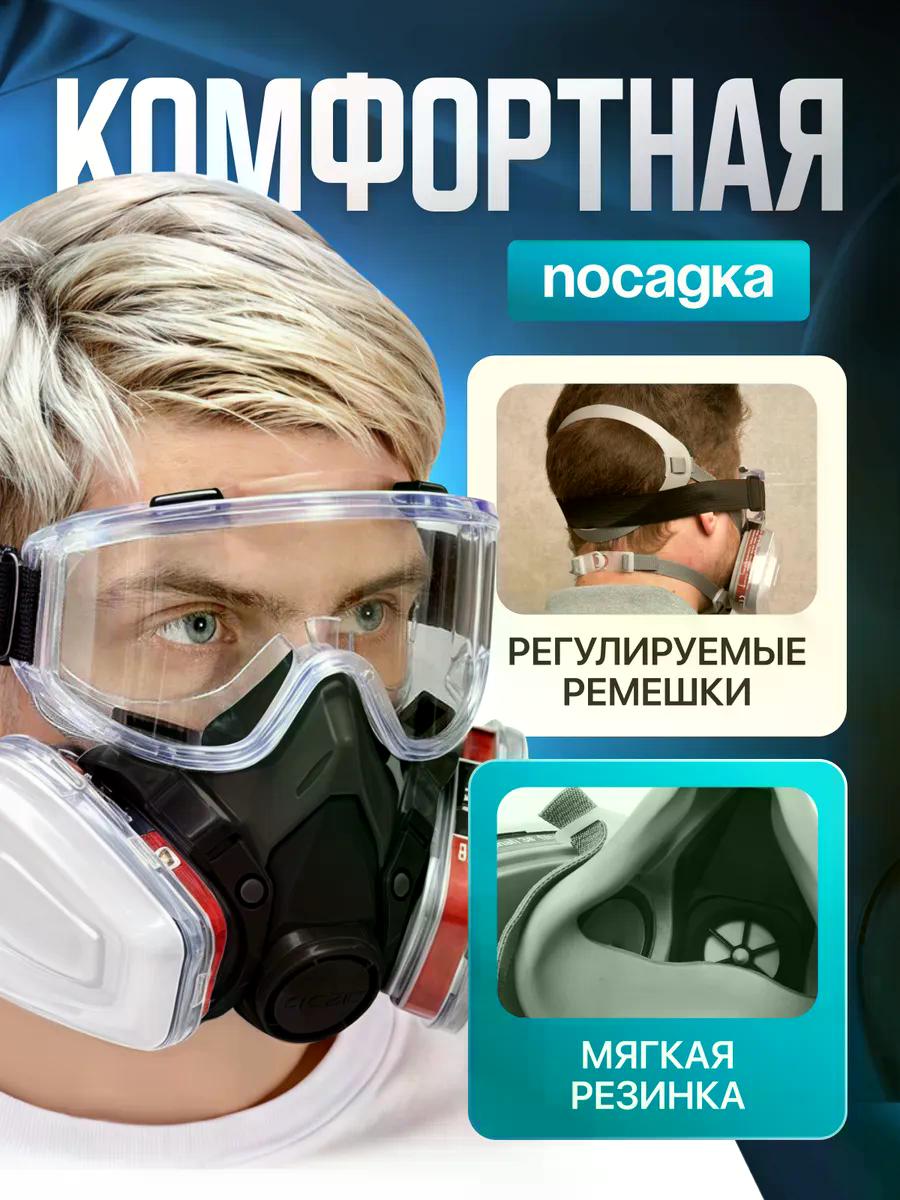 КОМФОРТНАЯ
посадка
РЕГУЛИРУЕМЫЕ
РЕМЕШКИ
МЯГКАЯ
РЕЗИНКА